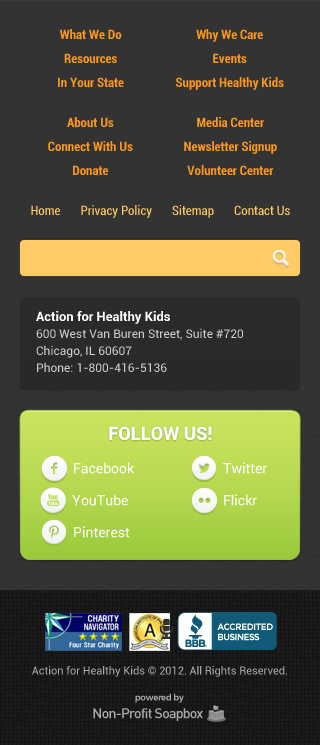 What We Do
Why We Care
Resources
Events
In Your State
Support Healthy Kids
About Us
Media Center
Connect With Us
Newsletter Signup
Donate
Volunteer Center
Home Privacy Policy Sitemap Contact Us
Action for Healthy Kids
600 West Van Buren Street, Suite #720
Chicago, IL 60607
Phone: 1-800-416-5136
FOLLOW US!
Facebook
Twitter
YouTube
Flickr
Pinterest
CHARITY
NAVIGATOR
Four Star Charity
A
BBB
ACCREDITED
BUSINESS
Action for Healthy Kids © 2012. All Rights Reserved.
powered by
Non-Profit Soapbox